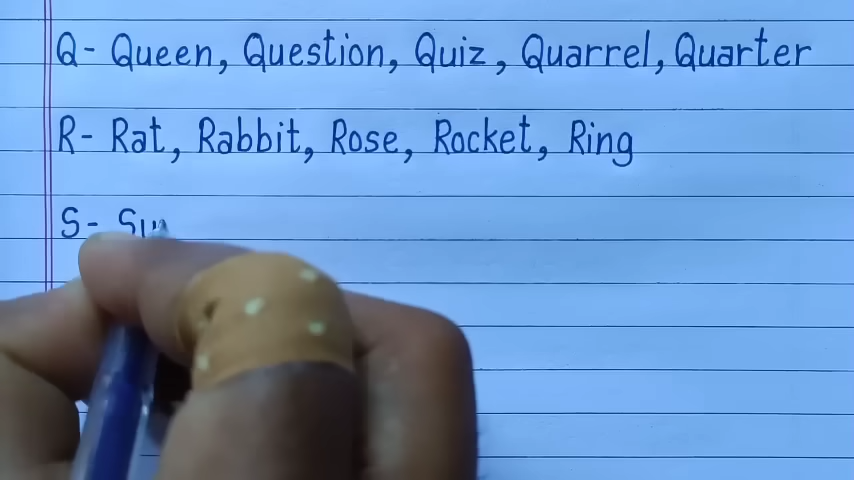 Q- Queen, Question, Quiz, Quarrel, Quarter
R- Rat, Rabbit, Rose, Rocket, Ring
S-